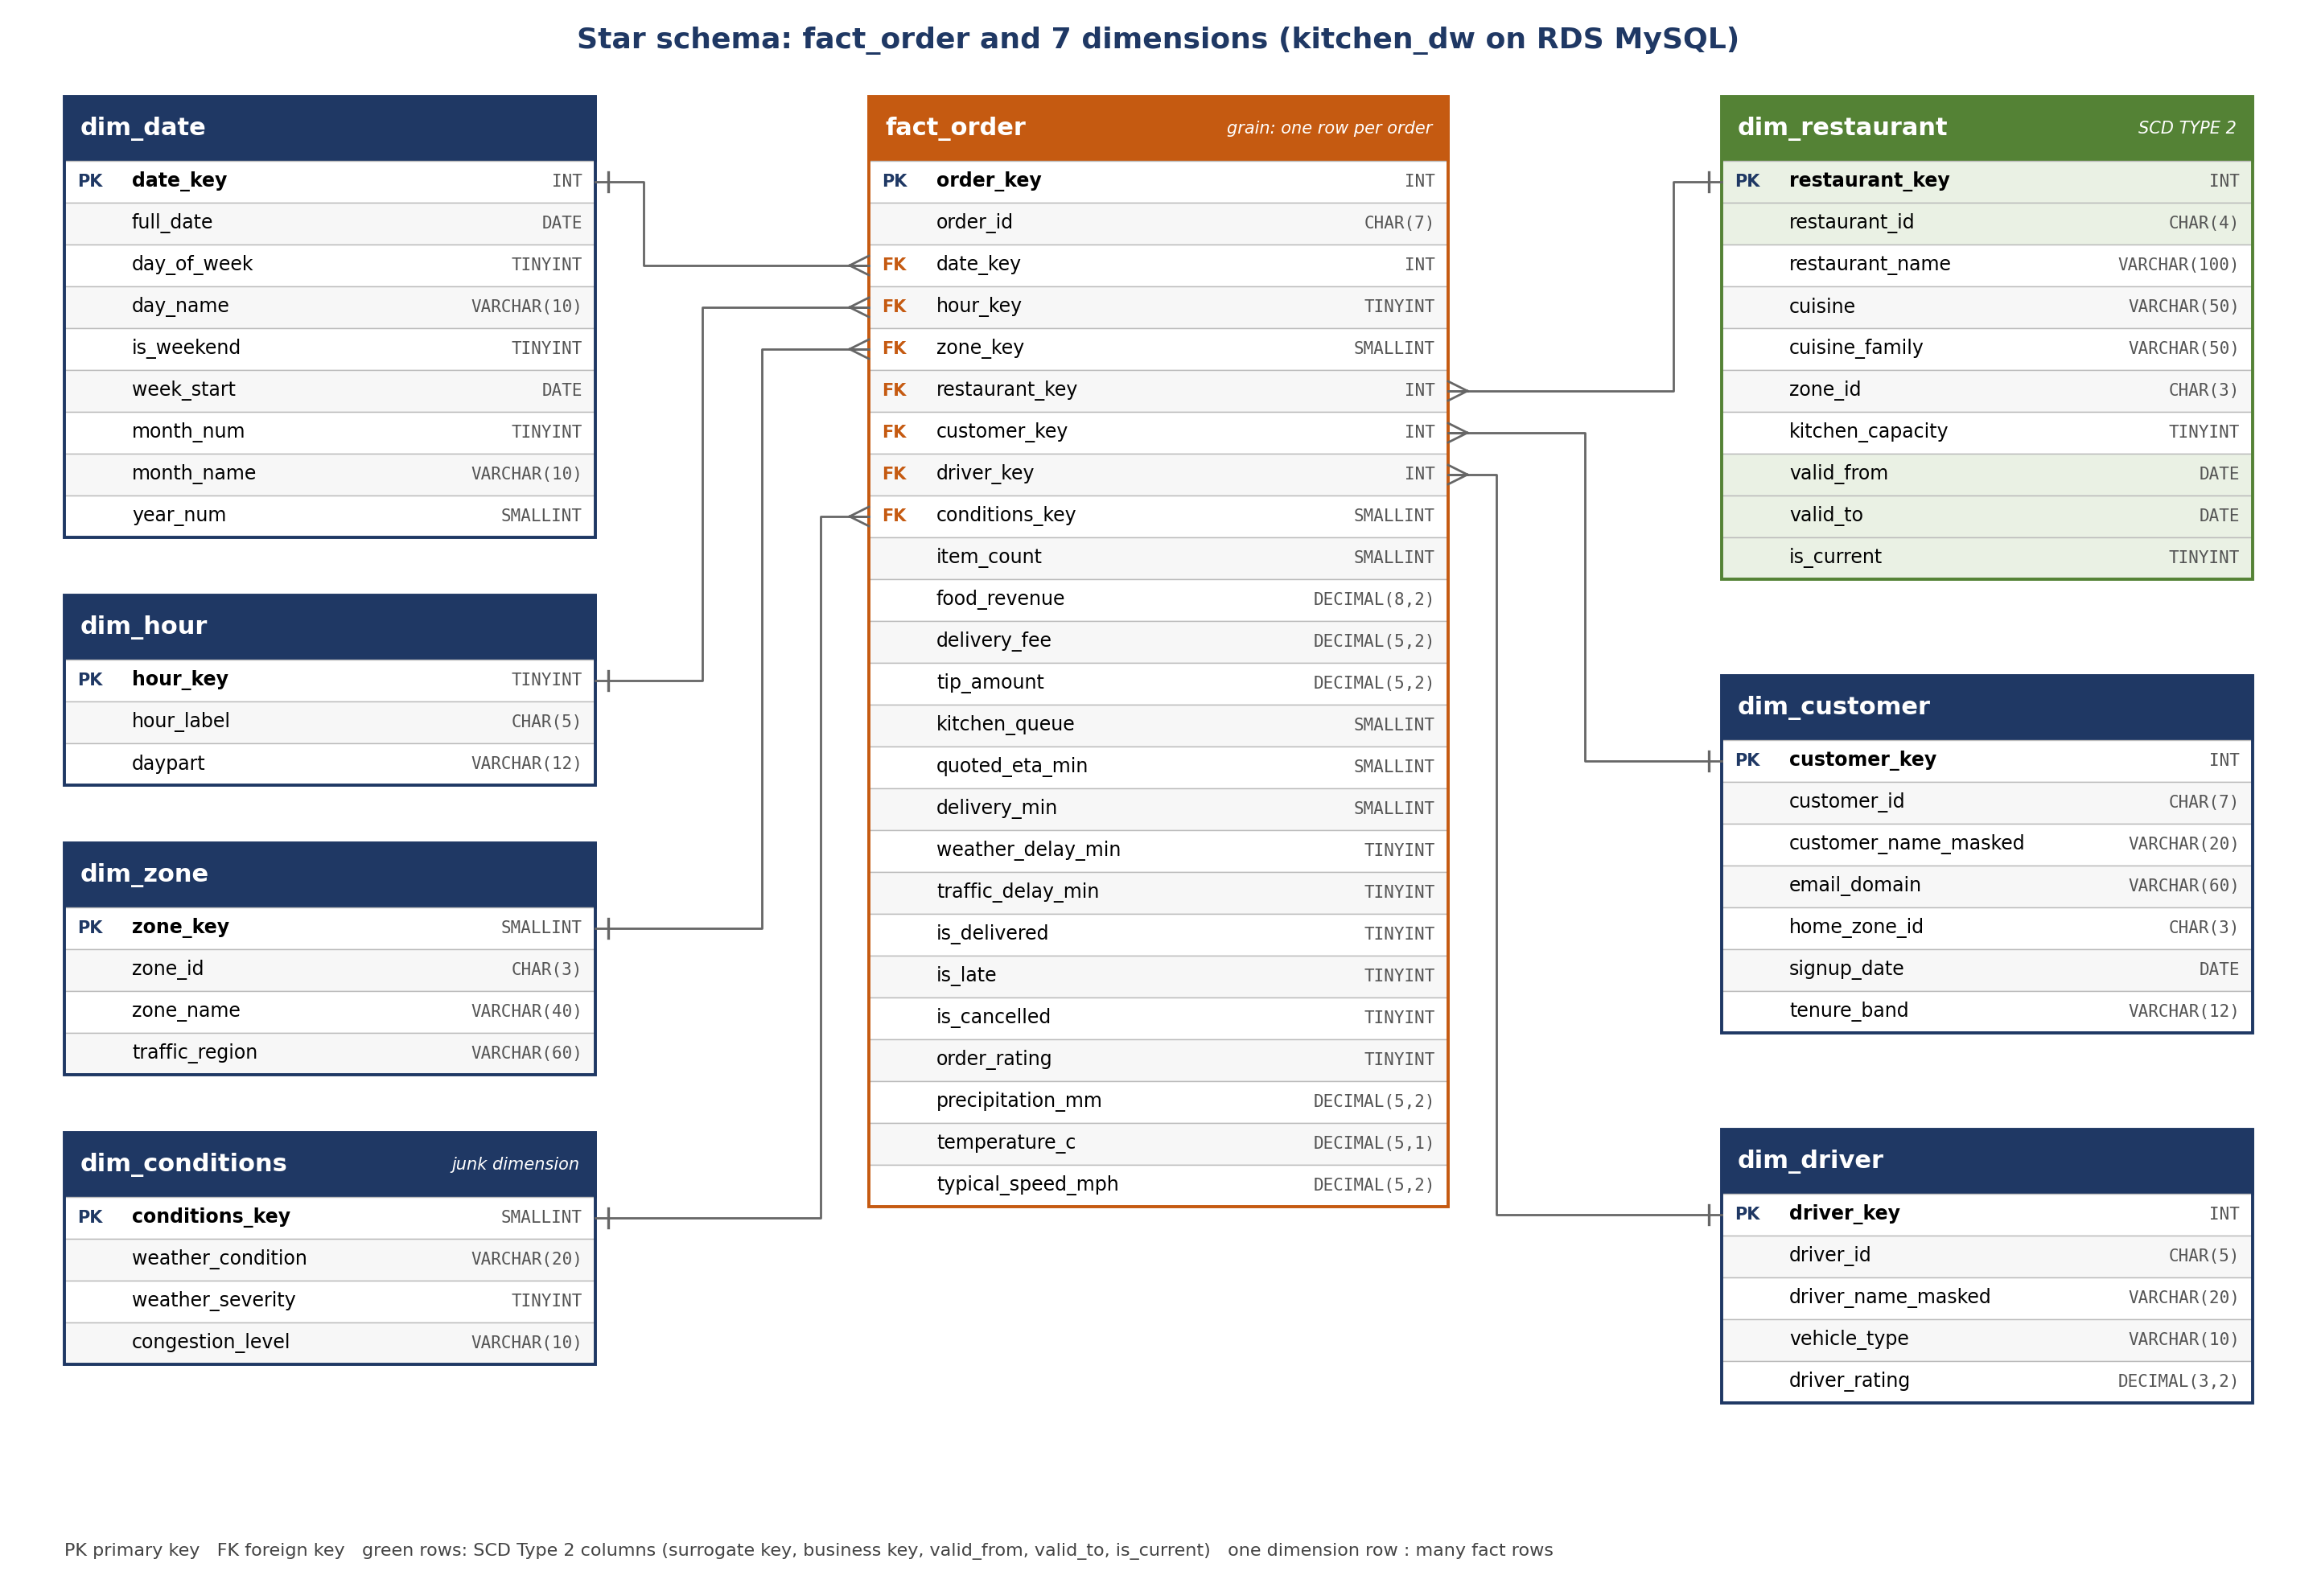 Star schema: fact_order and 7 dimensions (kitchen_dw on RDS MySQL)
dim_date
PK date_key INT
full_date DATE
day_of_week TINYINT
day_name VARCHAR(10)
is_weekend TINYINT
week_start DATE
month_num TINYINT
month_name VARCHAR(10)
year_num SMALLINT
dim_hour
PK hour_key TINYINT
hour_label CHAR(5)
daypart VARCHAR(12)
dim_zone
PK zone_key SMALLINT
zone_id CHAR(3)
zone_name VARCHAR(40)
traffic_region VARCHAR(60)
dim_conditions junk dimension
PK conditions_key SMALLINT
weather_condition VARCHAR(20)
weather_severity TINYINT
congestion_level VARCHAR(10)
fact_order grain: one row per order
PK order_key INT
order_id CHAR(7)
FK date_key INT
FK hour_key TINYINT
FK zone_key SMALLINT
FK restaurant_key INT
FK customer_key INT
FK driver_key INT
FK conditions_key SMALLINT
item_count SMALLINT
food_revenue DECIMAL(8,2)
delivery_fee DECIMAL(5,2)
tip_amount DECIMAL(5,2)
kitchen_queue SMALLINT
quoted_eta_min SMALLINT
delivery_min SMALLINT
weather_delay_min TINYINT
traffic_delay_min TINYINT
is_delivered TINYINT
is_late TINYINT
is_cancelled TINYINT
order_rating TINYINT
precipitation_mm DECIMAL(5,2)
temperature_c DECIMAL(5,1)
typical_speed_mph DECIMAL(5,2)
dim_restaurant SCD TYPE 2
PK restaurant_key INT
restaurant_id CHAR(4)
restaurant_name VARCHAR(100)
cuisine VARCHAR(50)
cuisine_family VARCHAR(50)
zone_id CHAR(3)
kitchen_capacity TINYINT
valid_from DATE
valid_to DATE
is_current TINYINT
dim_customer
PK customer_key INT
customer_id CHAR(7)
customer_name_masked VARCHAR(20)
email_domain VARCHAR(60)
home_zone_id CHAR(3)
signup_date DATE
tenure_band VARCHAR(12)
dim_driver
PK driver_key INT
driver_id CHAR(5)
driver_name_masked VARCHAR(20)
vehicle_type VARCHAR(10)
driver_rating DECIMAL(3,2)
PK primary key FK foreign key green rows: SCD Type 2 columns (surrogate key, business key, valid_from, valid_to, is_current) one dimension row : many fact rows